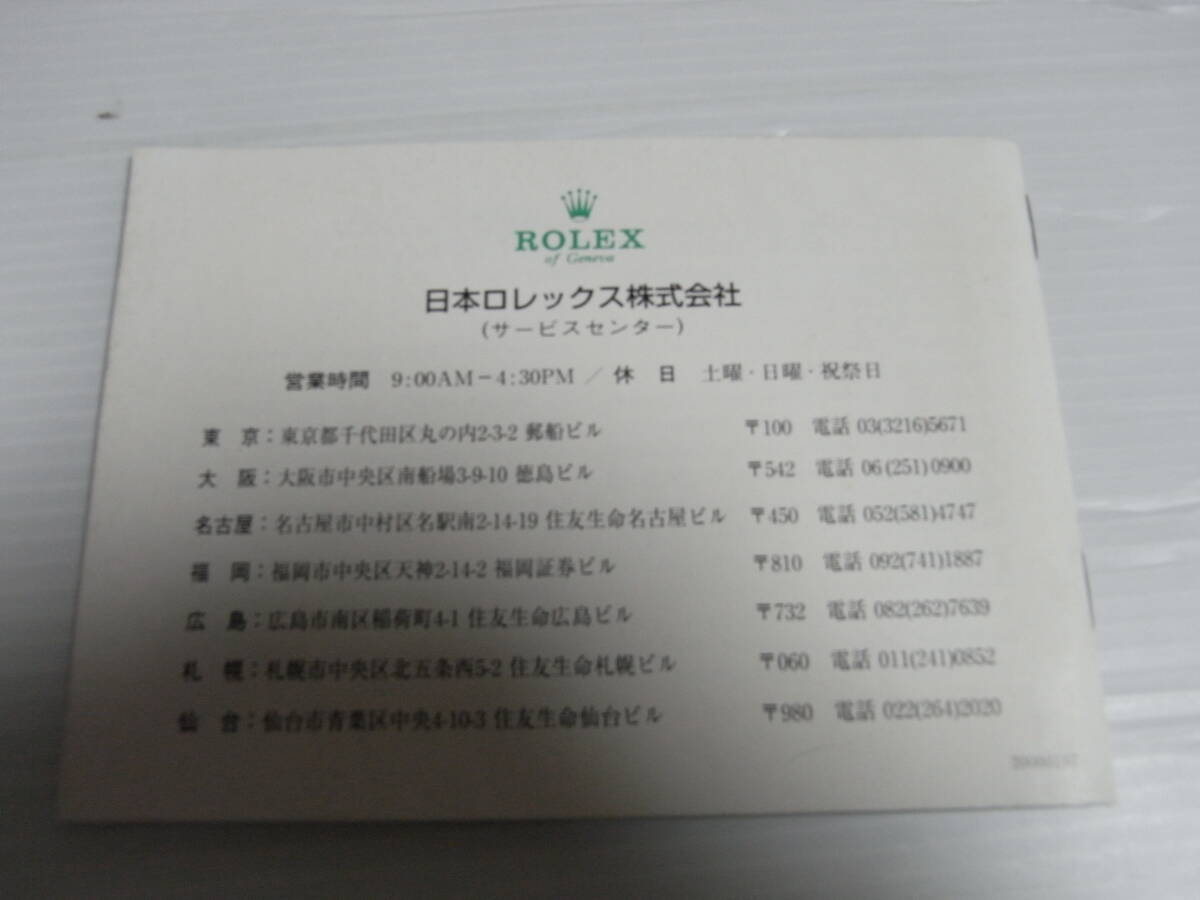 ROLEX
of Geneva
日本ロレックス株式会社
(サービスセンター)
営業時間 9:00AM－4:30PM ／ 休 日 土曜・日曜・祝祭日
東 京：東京都千代田区丸の内2-3-2 郵船ビル 〒100 電話 03(3216)5671
大 阪：大阪市中央区南船場3-9-10 徳島ビル 〒542 電話 06(251)0900
名古屋：名古屋市中村区名駅南2-14-19 住友生命名古屋ビル 〒450 電話 052(581)4747
福 岡：福岡市中央区天神2-14-2 福岡証券ビル 〒810 電話 092(741)1887
広 島：広島市南区稲荷町4-1 住友生命広島ビル 〒732 電話 082(262)7639
札 幌：札幌市中央区北五条西5-2 住友生命札幌ビル 〒060 電話 011(241)0852
仙 台：仙台市青葉区中央4-10-3 住友生命仙台ビル 〒980 電話 022(264)2020